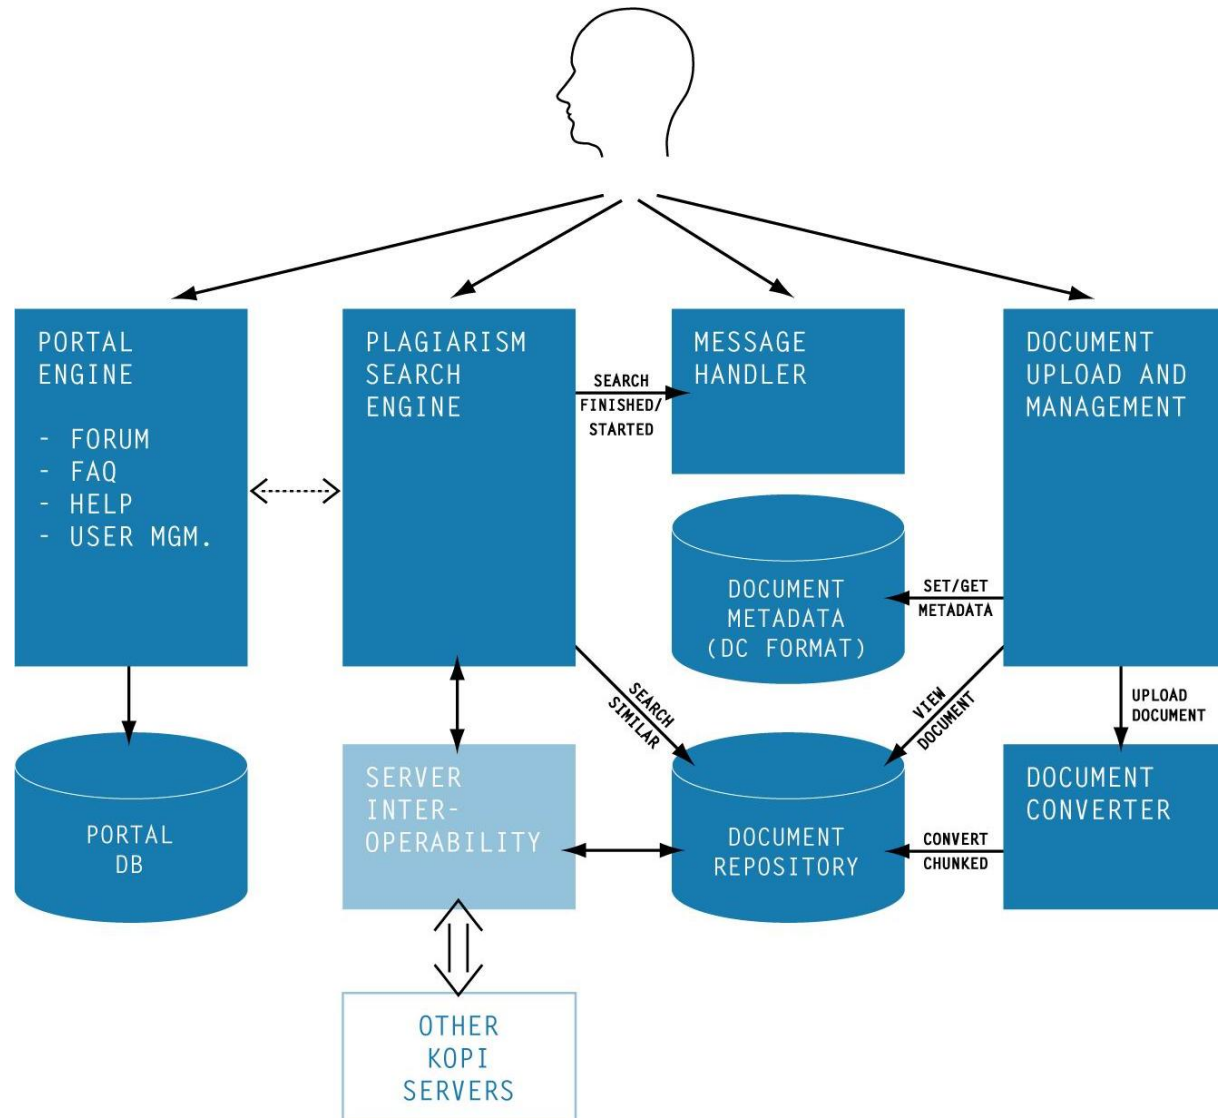 PORTAL
ENGINE
- FORUM
- FAQ
- HELP
- USER MGM.
PLAGIARISM
SEARCH
ENGINE
SEARCH
FINISHED/
STARTED
MESSAGE
HANDLER
DOCUMENT
UPLOAD AND
MANAGEMENT
DOCUMENT
METADATA
(DC FORMAT)
SET/GET
METADATA
SEARCH
SIMILAR
VIEW
DOCUMENT
UPLOAD
DOCUMENT
PORTAL
DB
SERVER
INTER-
OPERABILITY
DOCUMENT
REPOSITORY
CONVERT
CHUNKED
DOCUMENT
CONVERTER
OTHER
KOPI
SERVERS